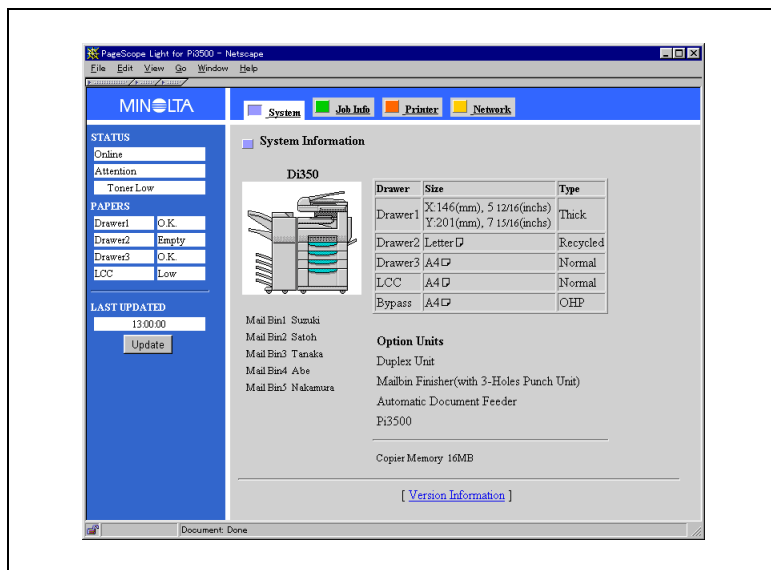 PageScope Light for Pi3500 - Netscape
File Edit View Go Window Help
MINOLTA
System Job Info Printer Network
STATUS
Online
Attention
Toner Low
PAPERS
Drawer1 O.K.
Drawer2 Empty
Drawer3 O.K.
LCC Low
LAST UPDATED
13:00:00
Update
System Information
Di350
Mail Bin1 Suzuki
Mail Bin2 Satoh
Mail Bin3 Tanaka
Mail Bin4 Abe
Mail Bin5 Nakamura
Drawer Size Type
Drawer1 X:146(mm), 5 12/16(inchs) Thick
Y:201(mm), 7 15/16(inchs)
Drawer2 Letter Recycled
Drawer3 A4 Normal
LCC A4 Normal
Bypass A4 OHP
Option Units
Duplex Unit
Mailbin Finisher(with 3-Holes Punch Unit)
Automatic Document Feeder
Pi3500
Copier Memory 16MB
[ Version Information ]
Document: Done